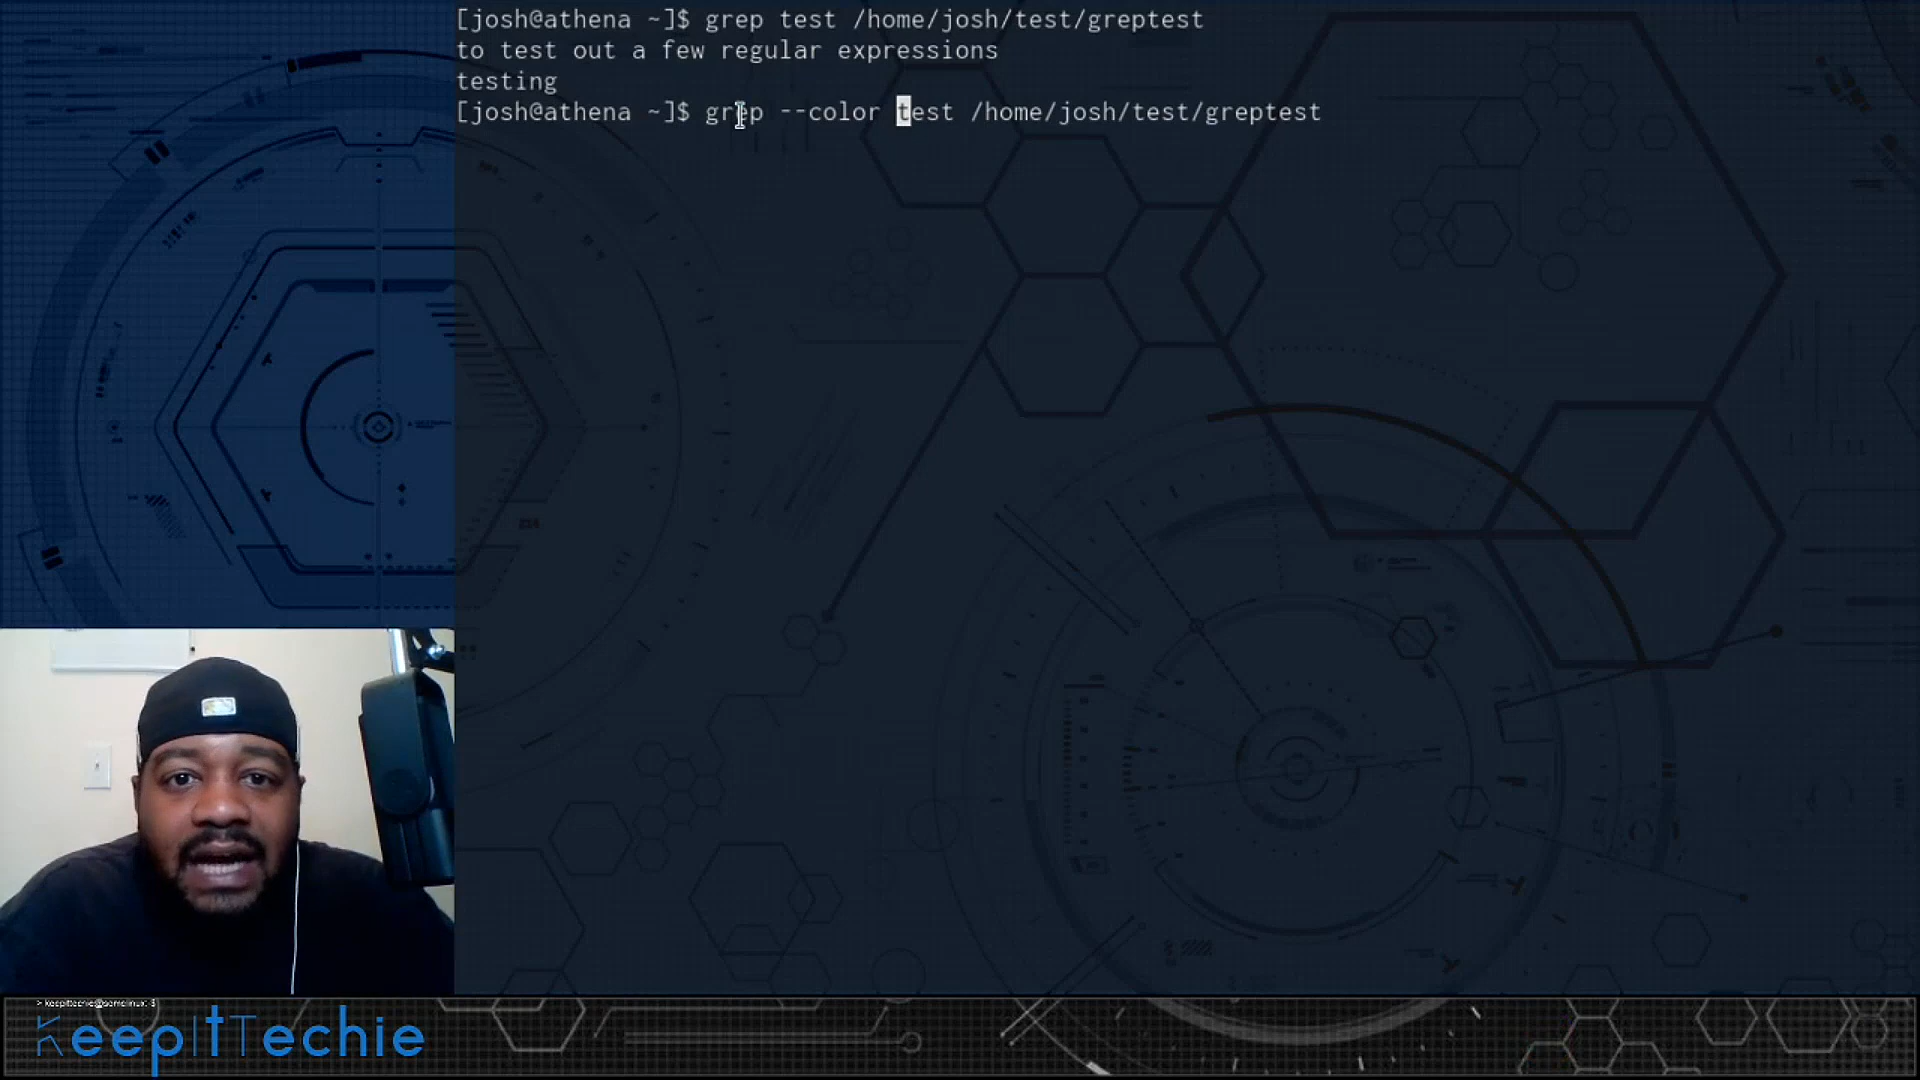 [josh@athena ~]$ grep test /home/josh/test/greptest
to test out a few regular expressions
testing
[josh@athena ~]$ grep --color test /home/josh/test/greptest
KeepItTechie